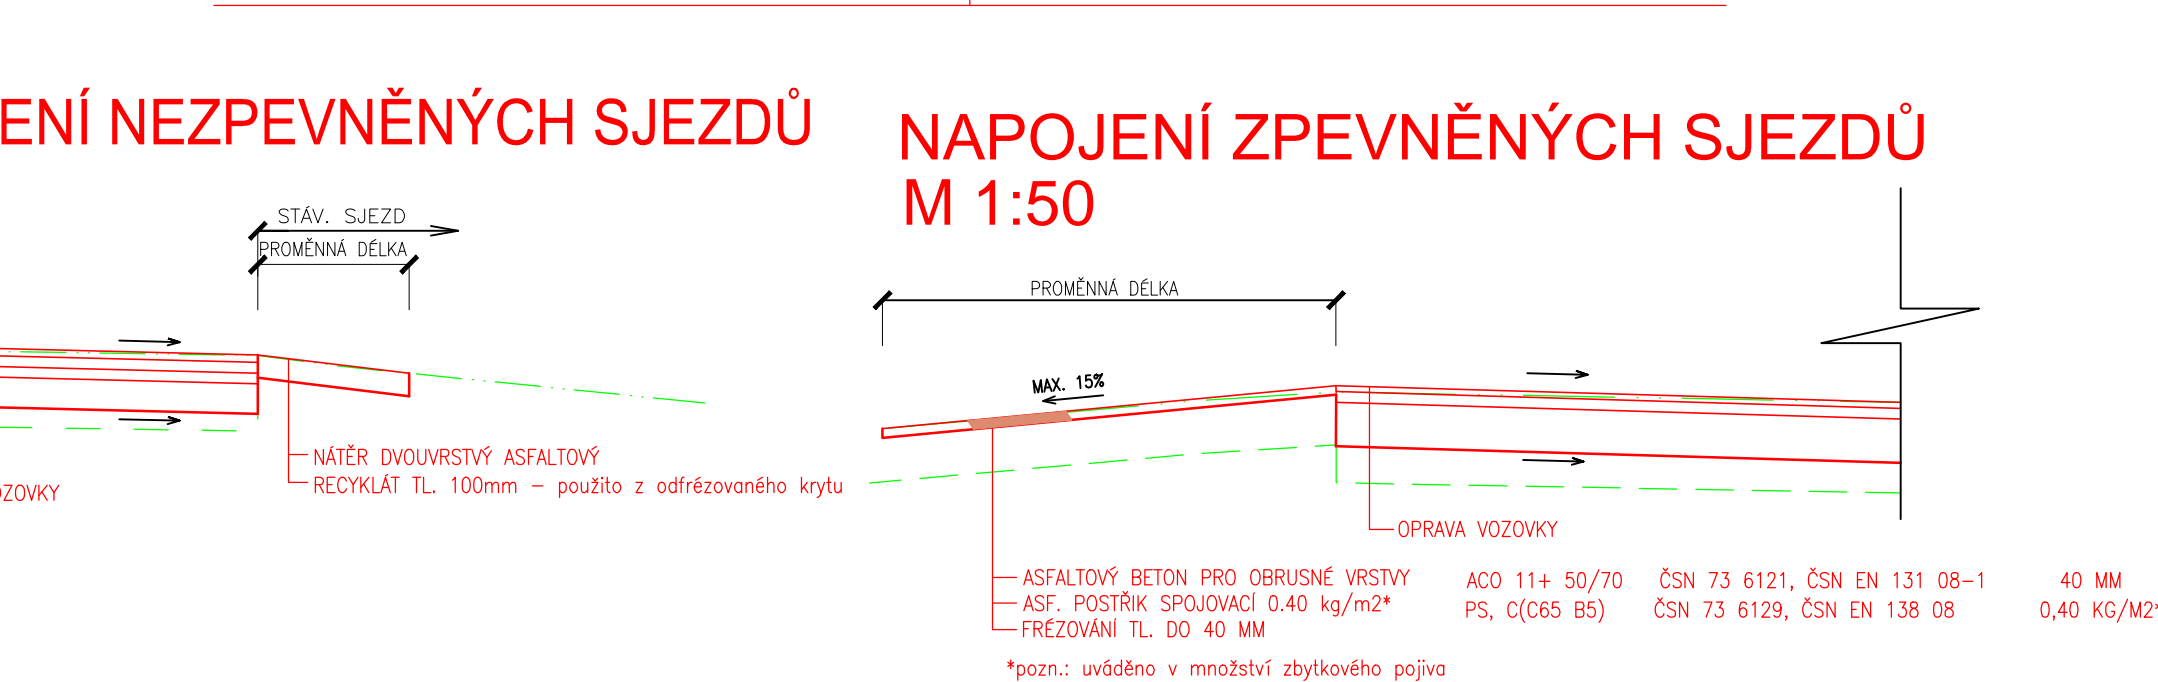 ENÍ NEZPEVNĚNÝCH SJEZDŮ
STÁV. SJEZD
PROMĚNNÁ DÉLKA
NÁTĚR DVOUVRSTVÝ ASFALTOVÝ
RECYKLÁT TL. 100mm – použito z odfrézovaného krytu
OZOVKY
NAPOJENÍ ZPEVNĚNÝCH SJEZDŮ
M 1:50
PROMĚNNÁ DÉLKA
MAX. 15%
OPRAVA VOZOVKY
ASFALTOVÝ BETON PRO OBRUSNÉ VRSTVY ACO 11+ 50/70 ČSN 73 6121, ČSN EN 131 08-1 40 MM
ASF. POSTŘIK SPOJOVACÍ 0.40 kg/m2* PS, C(C65 B5) ČSN 73 6129, ČSN EN 138 08 0,40 KG/M2*
FRÉZOVÁNÍ TL. DO 40 MM
*pozn.: uváděno v množství zbytkového pojiva